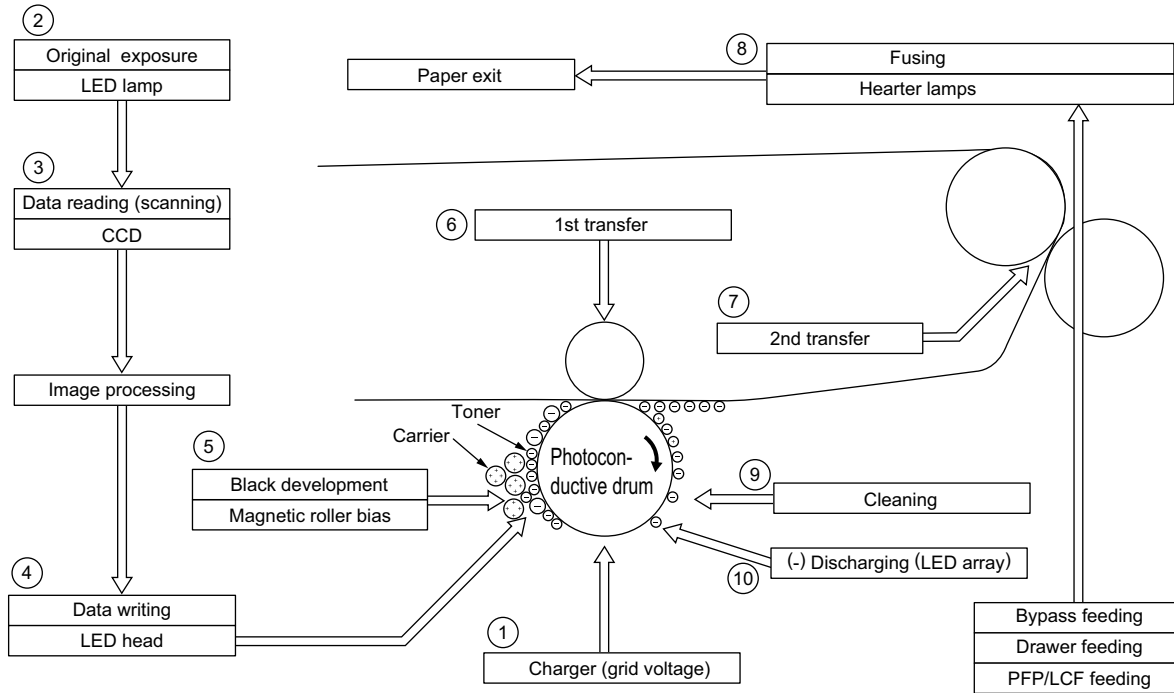 2
Original exposure
LED lamp
3
Data reading (scanning)
CCD
Image processing
4
Data writing
LED head
5
Black development
Magnetic roller bias
Toner
Carrier
Photocon-
ductive drum
6
1st transfer
7
2nd transfer
8
Fusing
Hearter lamps
Paper exit
9
Cleaning
10
(-) Discharging (LED array)
1
Charger (grid voltage)
Bypass feeding
Drawer feeding
PFP/LCF feeding